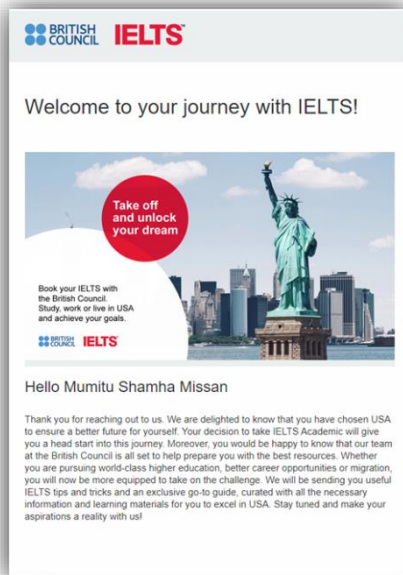 BRITISH
COUNCIL
IELTS™
Welcome to your journey with IELTS!
Take off
and unlock
your dream
Book your IELTS with
the British Council.
Study, work or live in USA
and achieve your goals.
BRITISH
COUNCIL
IELTS
Hello Mumitu Shamha Missan
Thank you for reaching out to us. We are delighted to know that you have chosen USA
to ensure a better future for yourself. Your decision to take IELTS Academic will give
you a head start into this journey. Moreover, you would be happy to know that our team
at the British Council is all set to help prepare you with the best resources. Whether
you are pursuing world-class higher education, better career opportunities or migration,
you will now be more equipped to take on the challenge. We will be sending you useful
IELTS tips and tricks and an exclusive go-to guide, curated with all the necessary
information and learning materials for you to excel in USA. Stay tuned and make your
aspirations a reality with us!